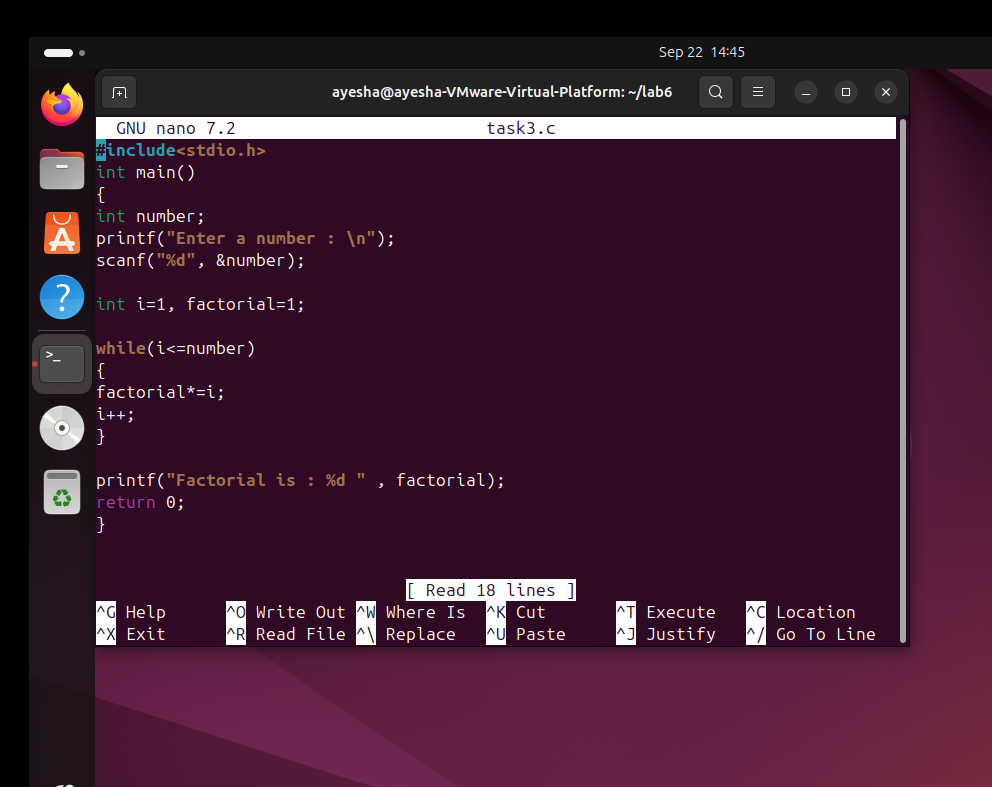 Sep 22 14:45
ayesha@ayesha-VMware-Virtual-Platform: ~/lab6
GNU nano 7.2 task3.c
#include<stdio.h>
int main()
{
int number;
printf("Enter a number : \n");
scanf("%d", &number);
int i=1, factorial=1;
while(i<=number)
{
factorial*=i;
i++;
}
printf("Factorial is : %d " , factorial);
return 0;
}
[ Read 18 lines ]
^G Help ^O Write Out ^W Where Is ^K Cut ^T Execute ^C Location
^X Exit ^R Read File ^\ Replace ^U Paste ^J Justify ^/ Go To Line